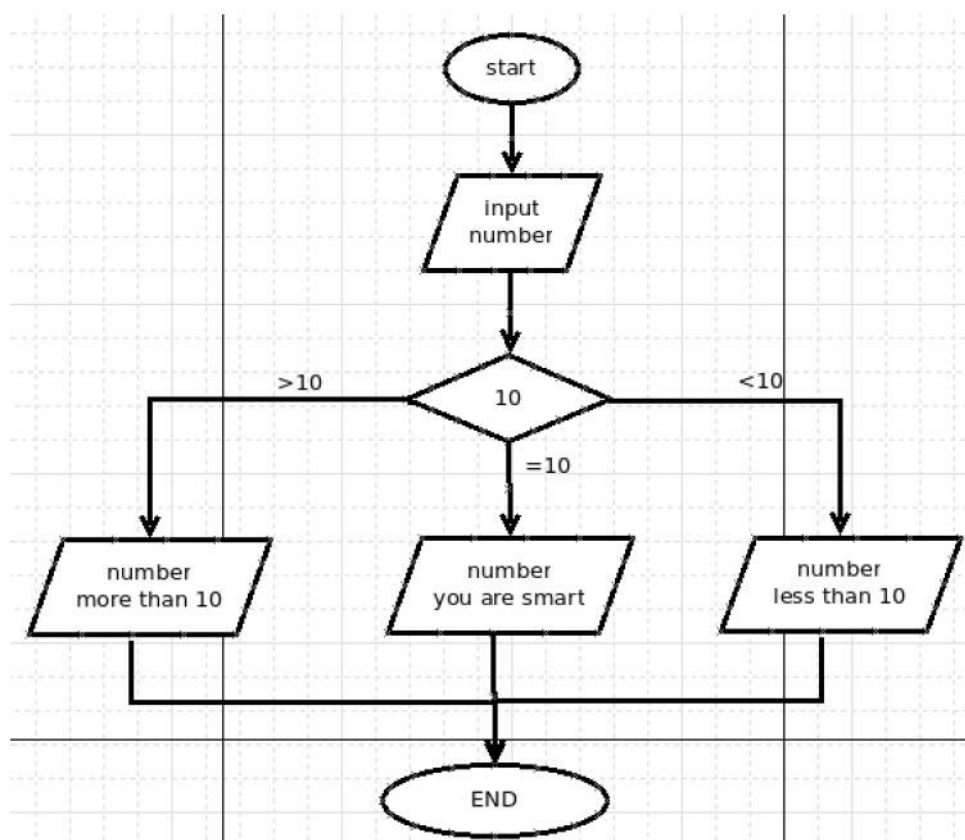 start
input
number
10
>10
<10
=10
number
more than 10
number
you are smart
number
less than 10
END